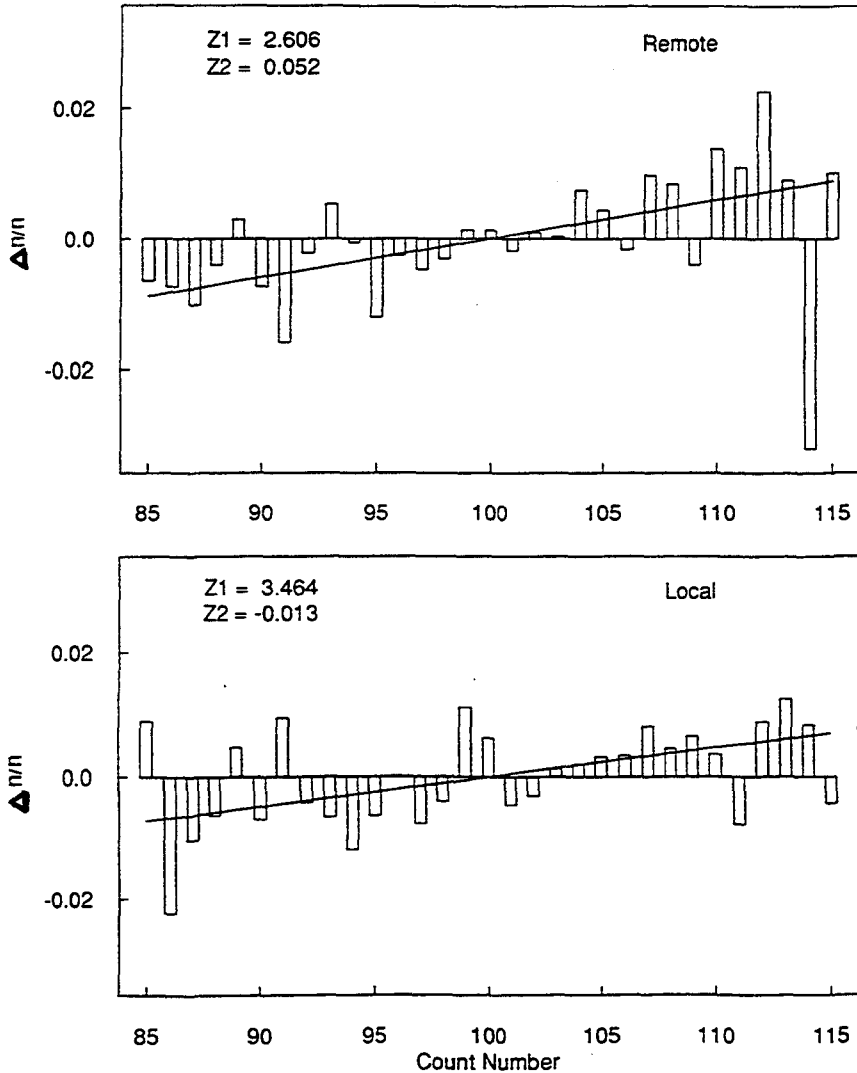 Z1 = 2.606
Z2 = 0.052
Remote
0.02
0.0
-0.02
Δn/n
85 90 95 100 105 110 115
Z1 = 3.464
Z2 = -0.013
Local
0.02
0.0
-0.02
Δn/n
85 90 95 100 105 110 115
Count Number